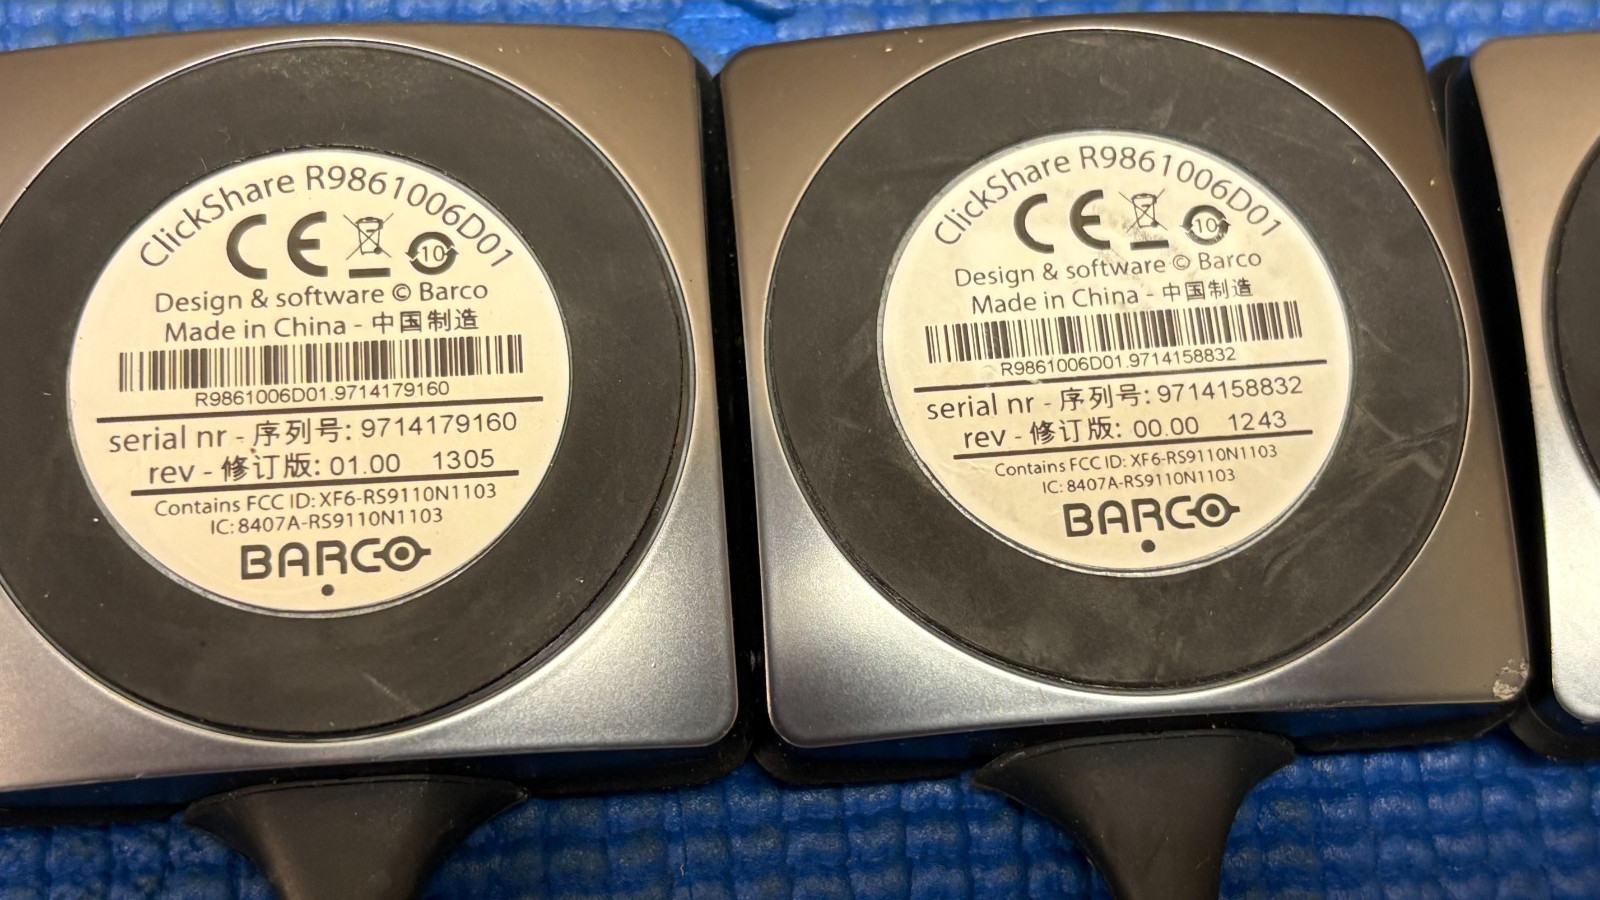 ClickShare R9861006D01
CE 10
Design & software © Barco
Made in China - 中国制造
R9861006D01.9714179160
serial nr - 序列号: 9714179160
rev - 修订版: 01.00 1305
Contains FCC ID: XF6-RS9110N1103
IC: 8407A-RS9110N1103
BARCO
ClickShare R9861006D01
CE 10
Design & software © Barco
Made in China - 中国制造
R9861006D01.9714158832
serial nr - 序列号: 9714158832
rev - 修订版: 00.00 1243
Contains FCC ID: XF6-RS9110N1103
IC: 8407A-RS9110N1103
BARCO